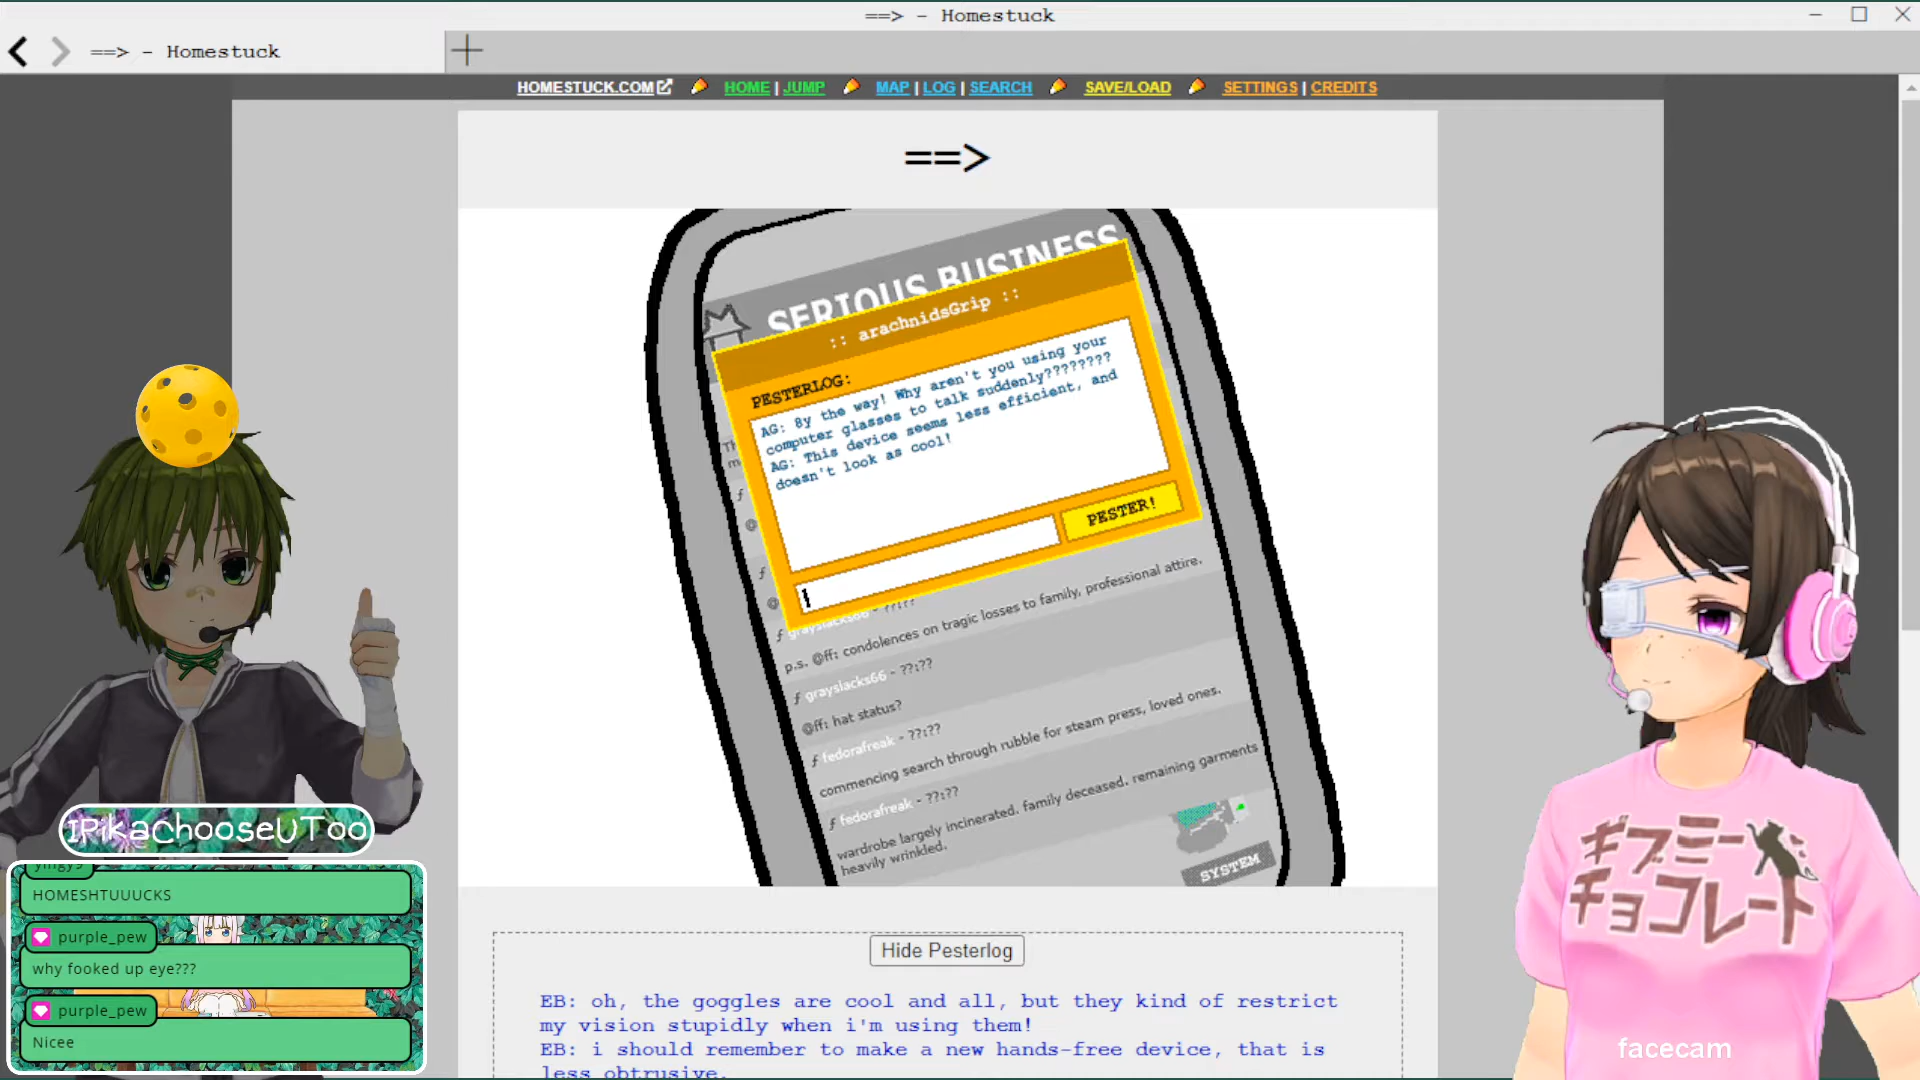 ==> - Homestuck
==> - Homestuck
HOMESTUCK.COM HOME | JUMP MAP | LOG | SEARCH SAVE/LOAD SETTINGS | CREDITS
==>
SERIOUS BUSINESS
:: arachnidsGrip ::
PESTERLOG:
AG: 8y the way! Why aren't you using your
computer glasses to talk suddenly????????
AG: This device seems less efficient, and
doesn't look as cool!
PESTER!
ƒ grayslacks66 - ??:??
p.s. @ff: condolences on tragic losses to family, professional attire.
ƒ grayslacks66 - ??:??
@ff: hat status?
ƒ fedorafreak - ??:??
commencing search through rubble for steam press, loved ones.
ƒ fedorafreak - ??:??
wardrobe largely incinerated. family deceased. remaining garments
heavily wrinkled.
SYSTEM
Hide Pesterlog
EB: oh, the goggles are cool and all, but they kind of restrict
my vision stupidly when i'm using them!
EB: i should remember to make a new hands-free device, that is
less obtrusive.
IPikachooseUToo
HOMESHTUUUCKS
purple_pew
why fooked up eye???
purple_pew
Nicee
ギブミー
チョコレート
facecam